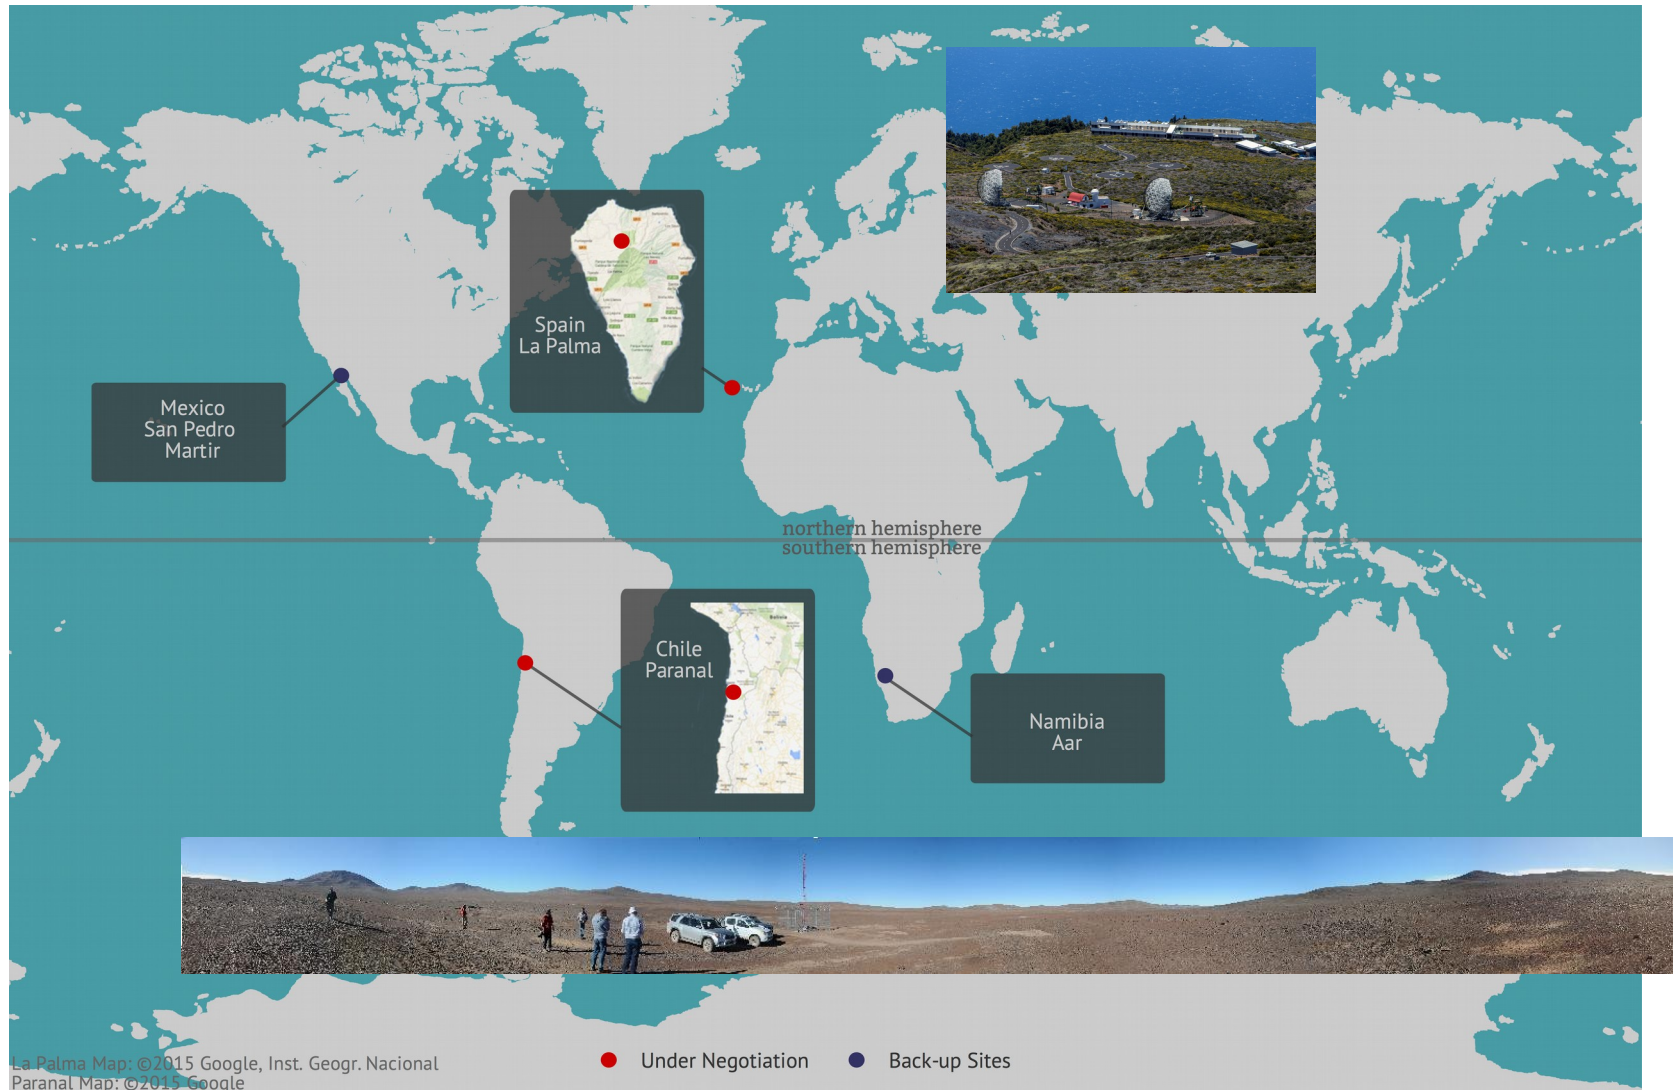 Spain
La Palma
Mexico
San Pedro
Martir
northern hemisphere
southern hemisphere
Chile
Paranal
Bolivia
Namibia
Aar
Under Negotiation
Back-up Sites
La Palma Map: ©2015 Google, Inst. Geogr. Nacional
Paranal Map: ©2015 Google